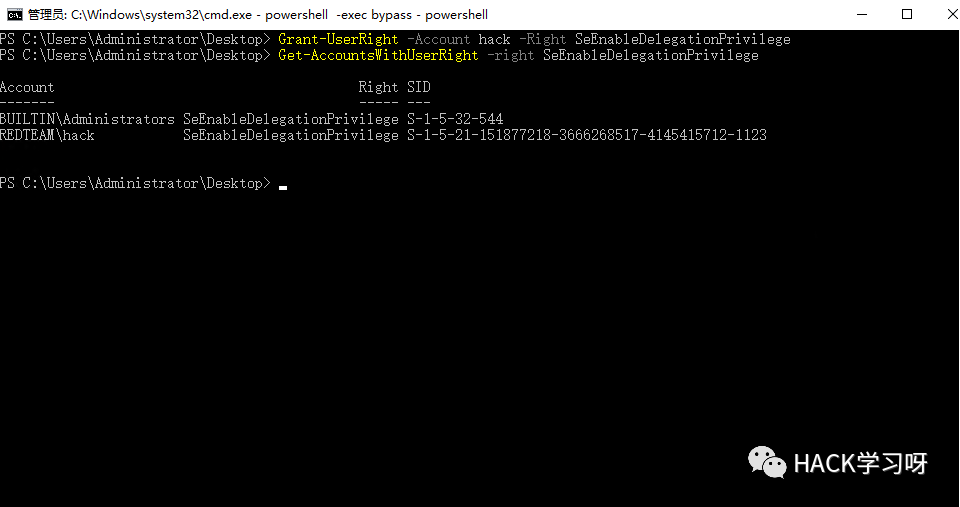 管理员: C:\Windows\system32\cmd.exe - powershell  -exec bypass - powershell
PS C:\Users\Administrator\Desktop> Grant-UserRight -Account hack -Right SeEnableDelegationPrivilege
PS C:\Users\Administrator\Desktop> Get-AccountsWithUserRight -right SeEnableDelegationPrivilege
Account                                      Right SID
-------                                      ----- ---
BUILTIN\Administrators SeEnableDelegationPrivilege S-1-5-32-544
REDTEAM\hack           SeEnableDelegationPrivilege S-1-5-21-151877218-3666268517-4145415712-1123
PS C:\Users\Administrator\Desktop>
HACK学习呀